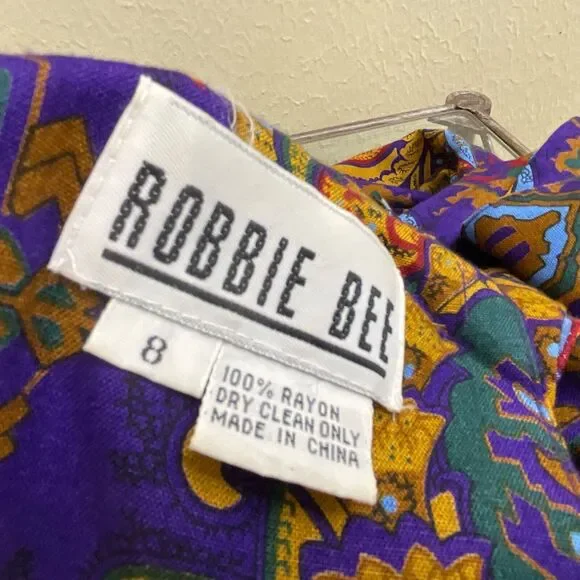 ROBBIE BEE
8
100% RAYON
DRY CLEAN ONLY
MADE IN CHINA